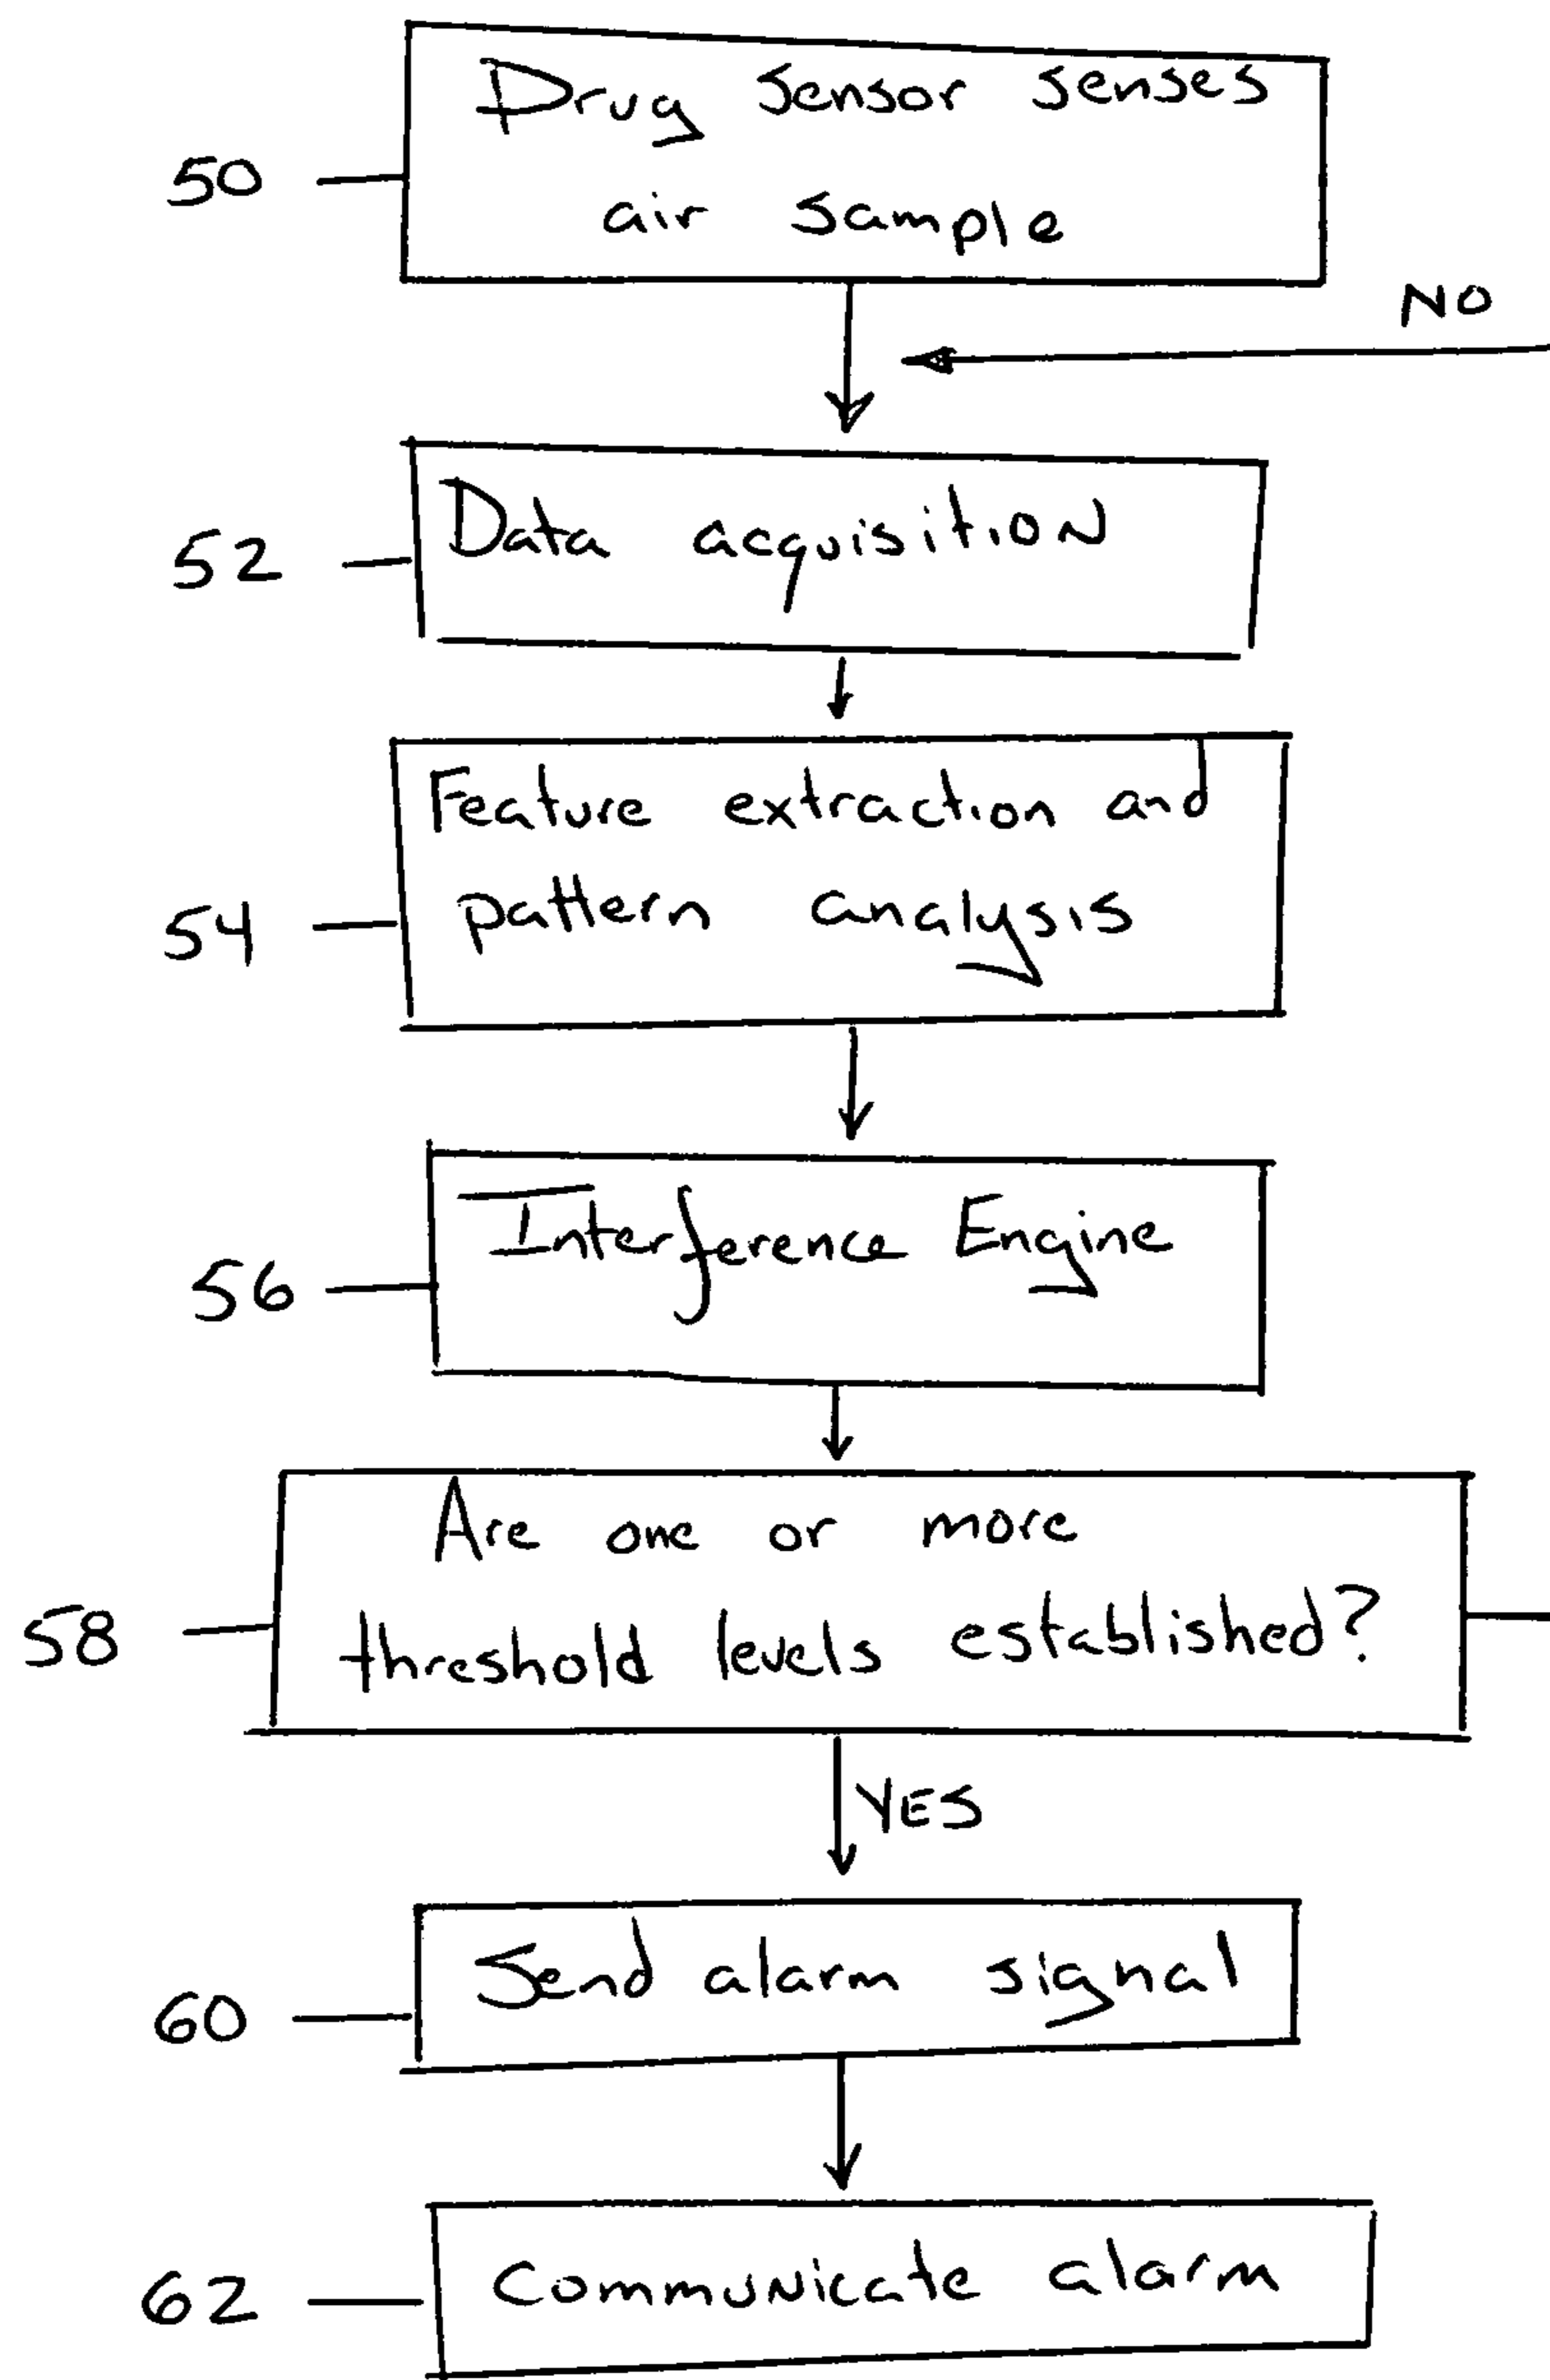 Drug Sensor senses
air sample
50
NO
Data acquisition
52
Feature extraction and
pattern analysis
54
Interference Engine
56
Are one or more
threshold levels established?
58
YES
Send alarm signal
60
Communicate alarm
62